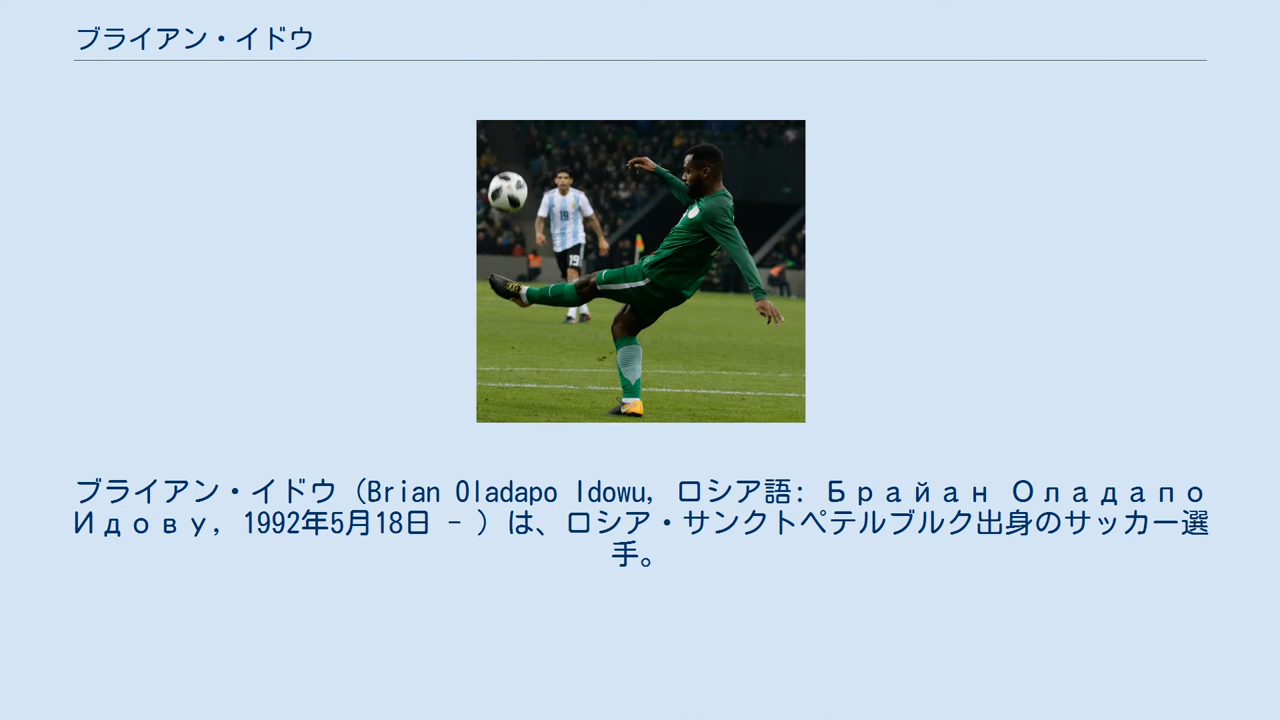 ブライアン・イドウ
19
19
ブライアン・イドウ（Brian Oladapo Idowu, ロシア語: Брайан Оладапо
Идову, 1992年5月18日 - ）は、ロシア・サンクトペテルブルク出身のサッカー選
手。